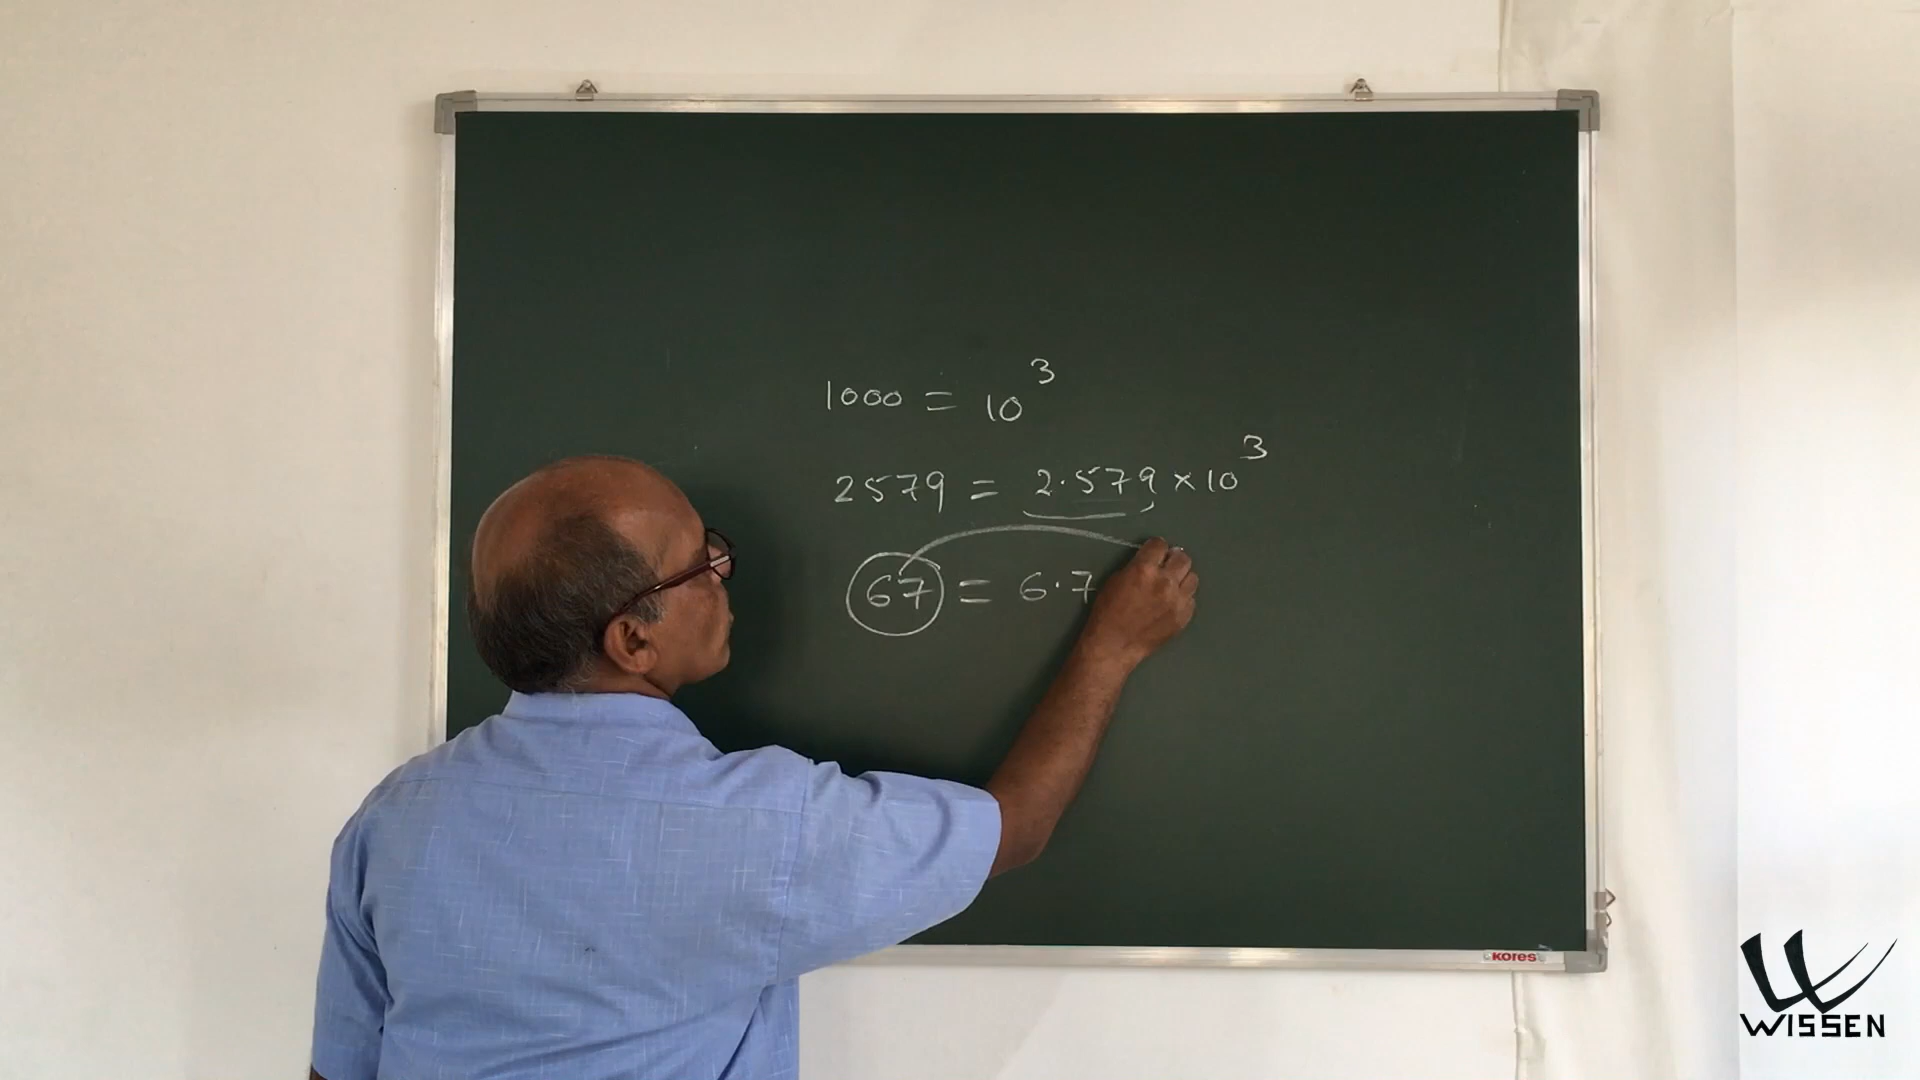 1000 = 10³
2579 = 2.579 × 10³
67 = 6.7
kores
WISSEN